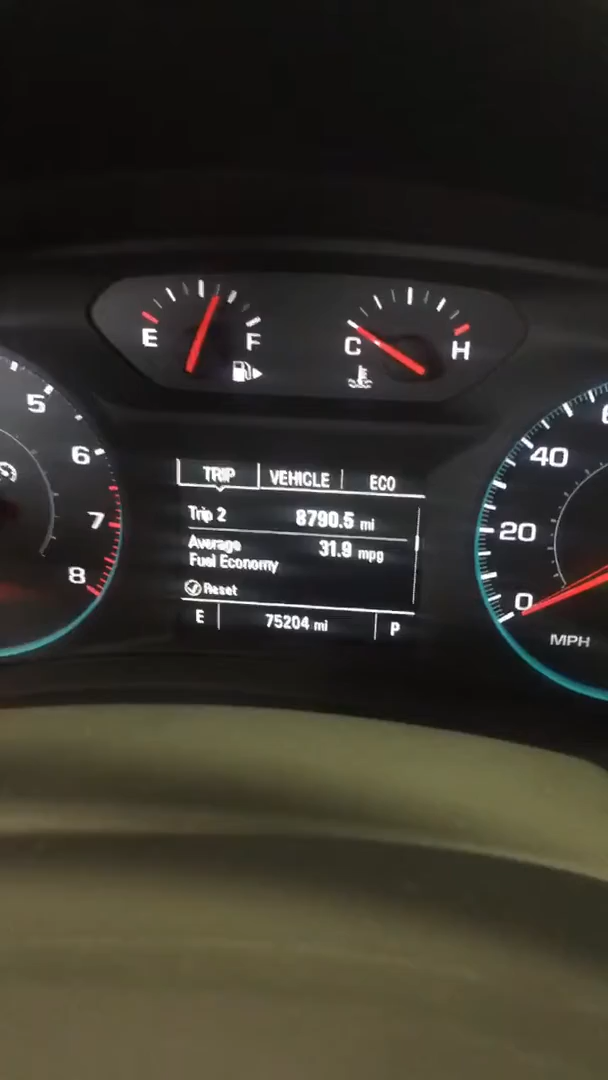 E F
C H
5
6
7
8
TRIP VEHICLE ECO
Trip 2 8790.5 mi
Average 31.9 mpg
Fuel Economy
Reset
E 75204 mi P
40
20
0
MPH